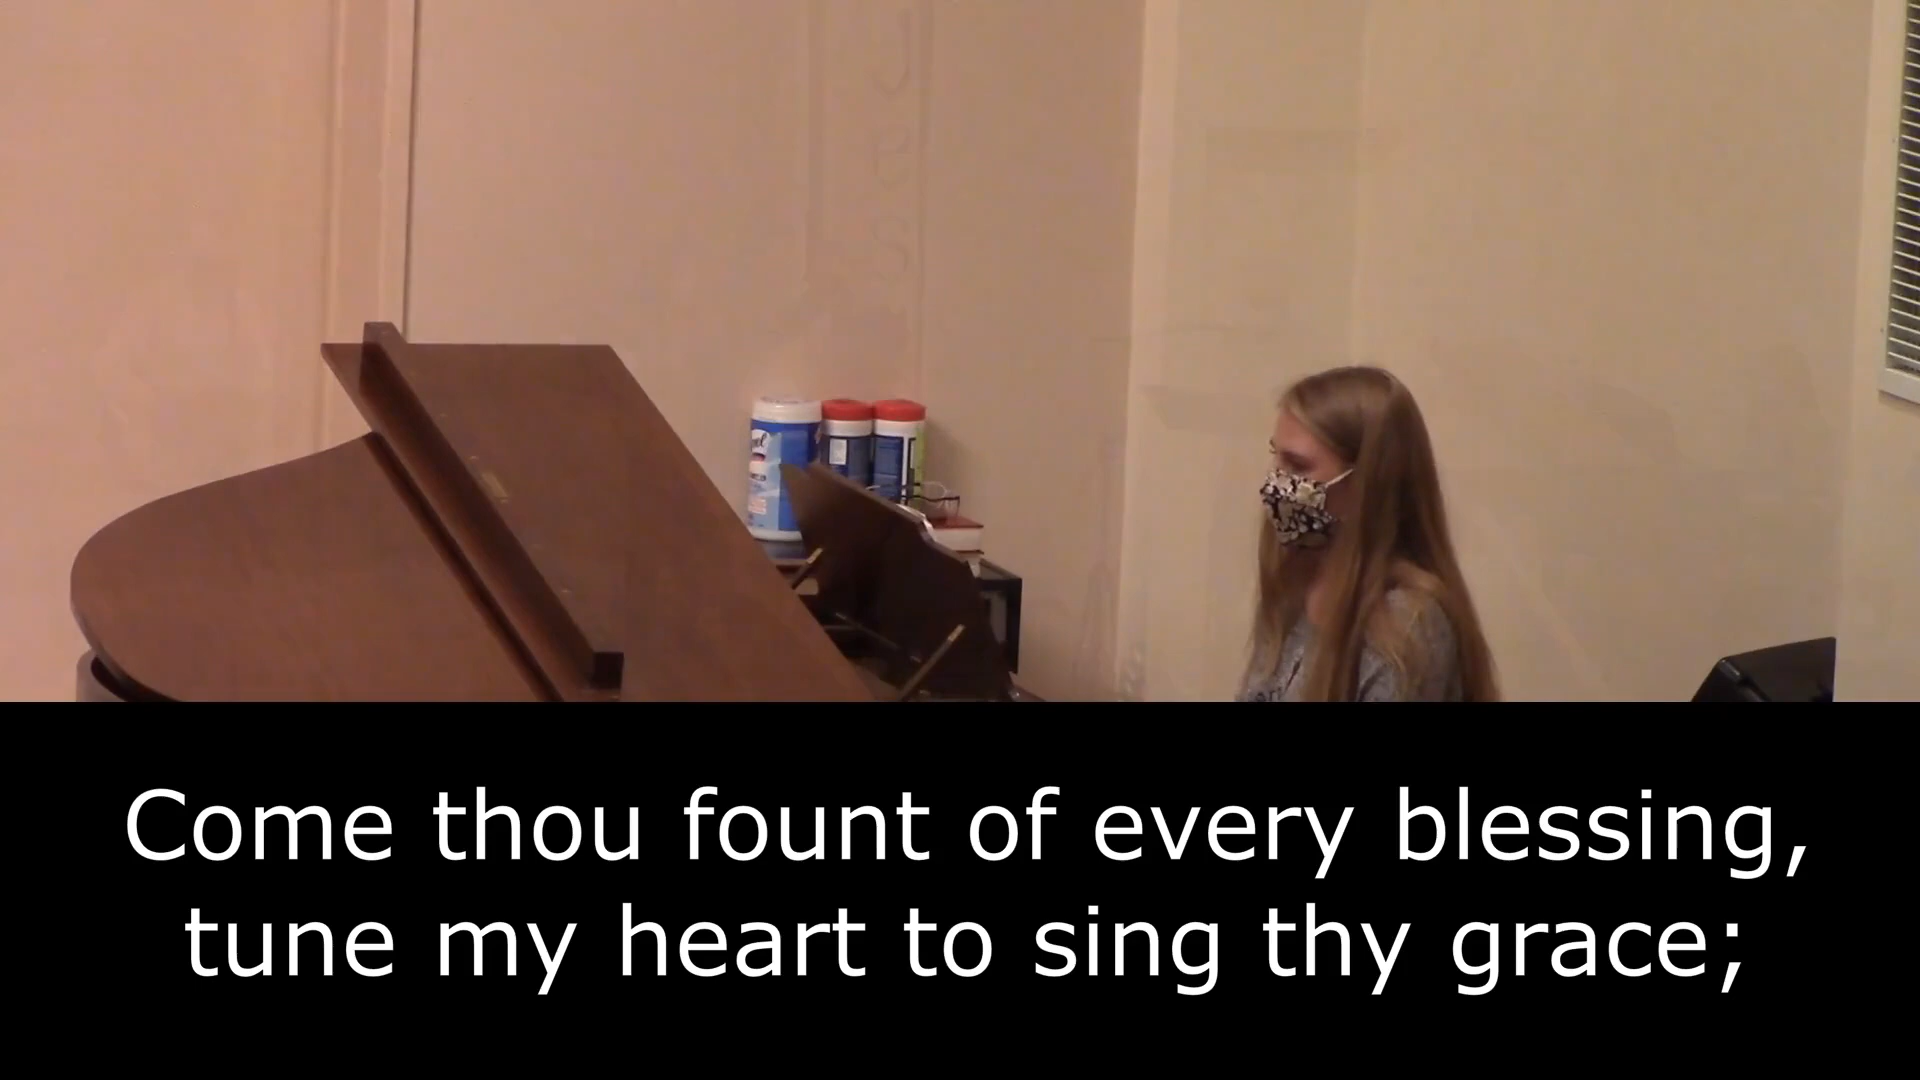 Come thou fount of every blessing,
tune my heart to sing thy grace;